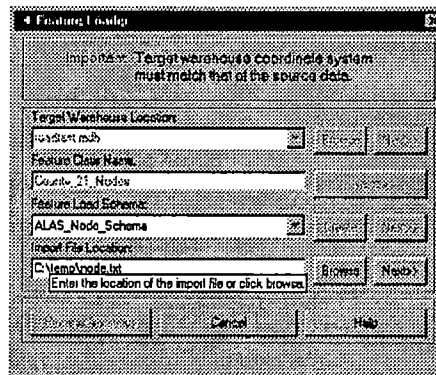 Feature Loader
Important: Target warehouse coordinate system
must match that of the source data.
Target Warehouse Location:
Feature Class Name:
County_21_Nodes
Feature Load Schema:
ALAS_Node_Schema
Import File Location:
C:\temp\node.txt
Browse Next>>
Enter the location of the import file or click browse.
Cancel Help